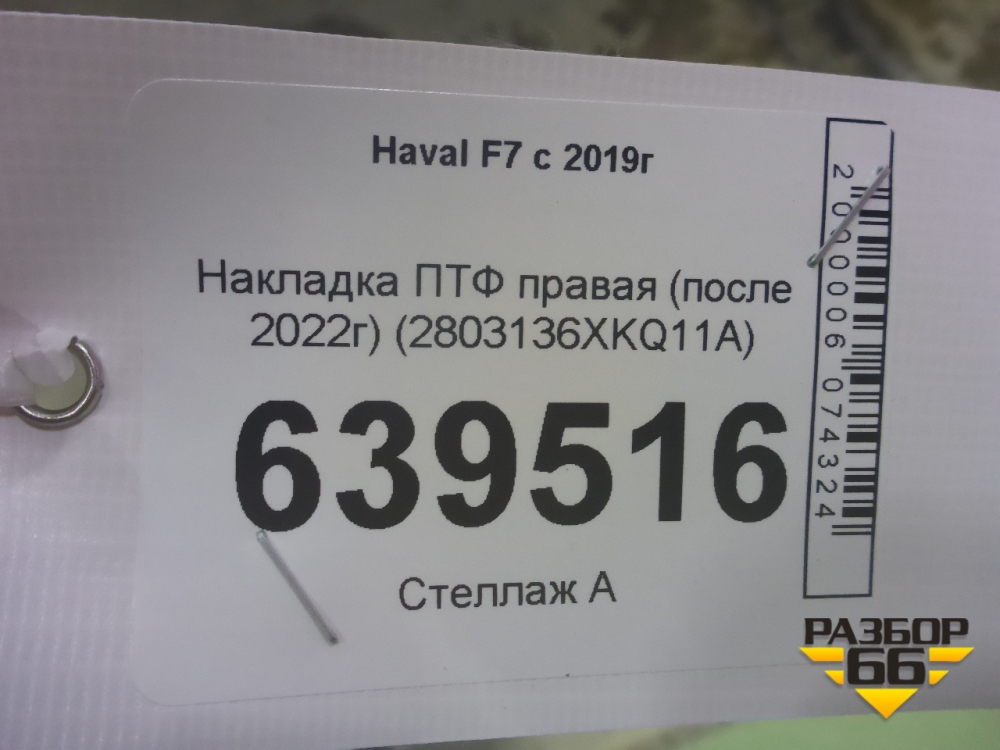 Haval F7 с 2019г
Накладка ПТФ правая (после
2022г) (2803136XKQ11A)
639516
Стеллаж А
2000006074324
РАЗБОР
66